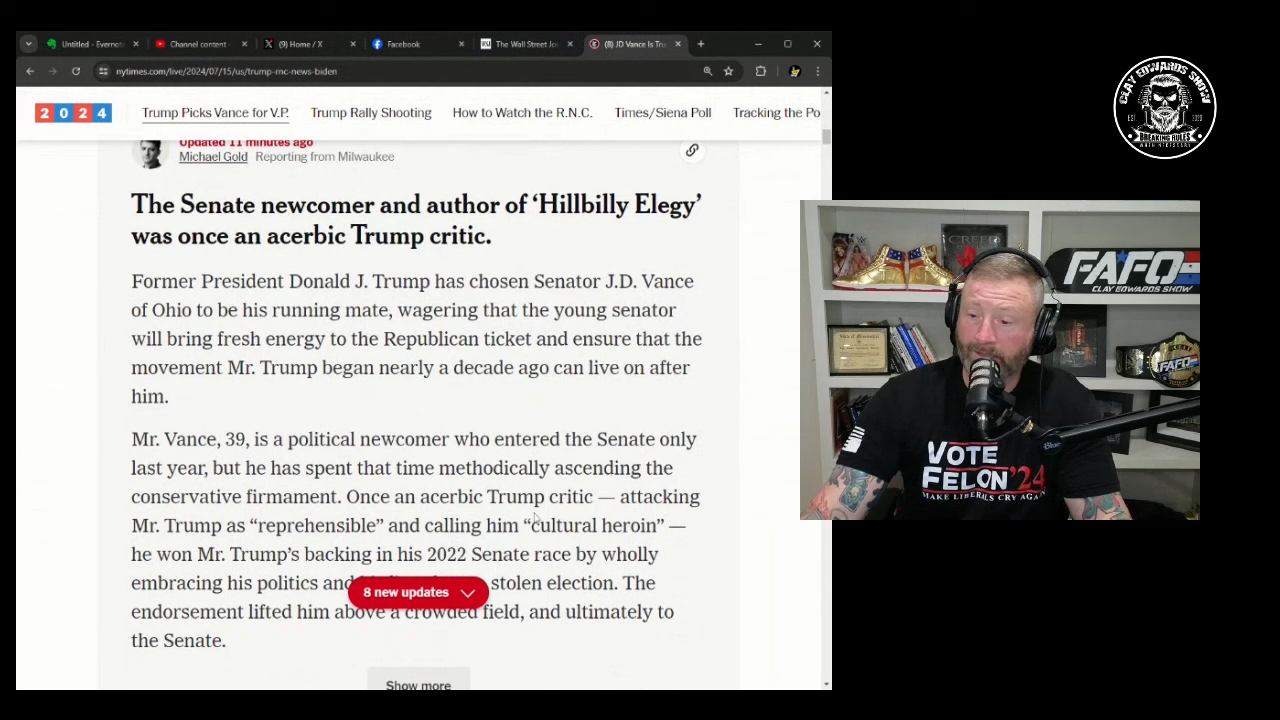 Untitled - Evernot
Channel content -
(9) Home / X
Facebook
The Wall Street Jo
(8) JD Vance Is Tru
nytimes.com/live/2024/07/15/us/trump-rnc-news-biden
2024
Trump Picks Vance for V.P.
Trump Rally Shooting
How to Watch the R.N.C.
Times/Siena Poll
Tracking the Po
Updated 11 minutes ago
Michael Gold Reporting from Milwaukee
The Senate newcomer and author of ‘Hillbilly Elegy’
was once an acerbic Trump critic.
Former President Donald J. Trump has chosen Senator J.D. Vance
of Ohio to be his running mate, wagering that the young senator
will bring fresh energy to the Republican ticket and ensure that the
movement Mr. Trump began nearly a decade ago can live on after
him.
Mr. Vance, 39, is a political newcomer who entered the Senate only
last year, but he has spent that time methodically ascending the
conservative firmament. Once an acerbic Trump critic — attacking
Mr. Trump as “reprehensible” and calling him “cultural heroin” —
he won Mr. Trump’s backing in his 2022 Senate race by wholly
embracing his politics and stolen election. The
8 new updates
endorsement lifted him above a crowded field, and ultimately to
the Senate.
Show more
CLAY EDWARDS SHOW
EST.
BREAKING RULES
WHEN NECESSARY
CREED
FAFO
CLAY EDWARDS SHOW
FAFO
Blue
VOTE
FELON '24
MAKE LIBERALS CRY AGAIN